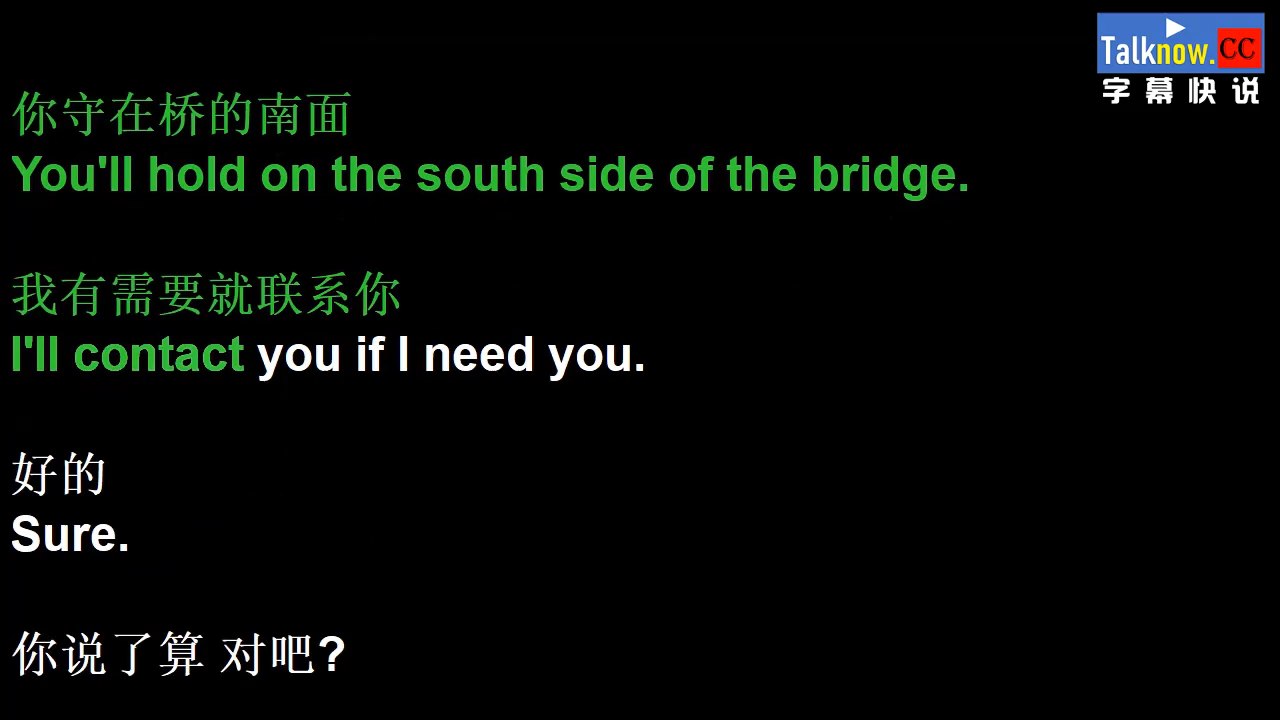 Talknow.CC
字幕快说
你守在桥的南面
You'll hold on the south side of the bridge.
我有需要就联系你
I'll contact you if I need you.
好的
Sure.
你说了算 对吧?